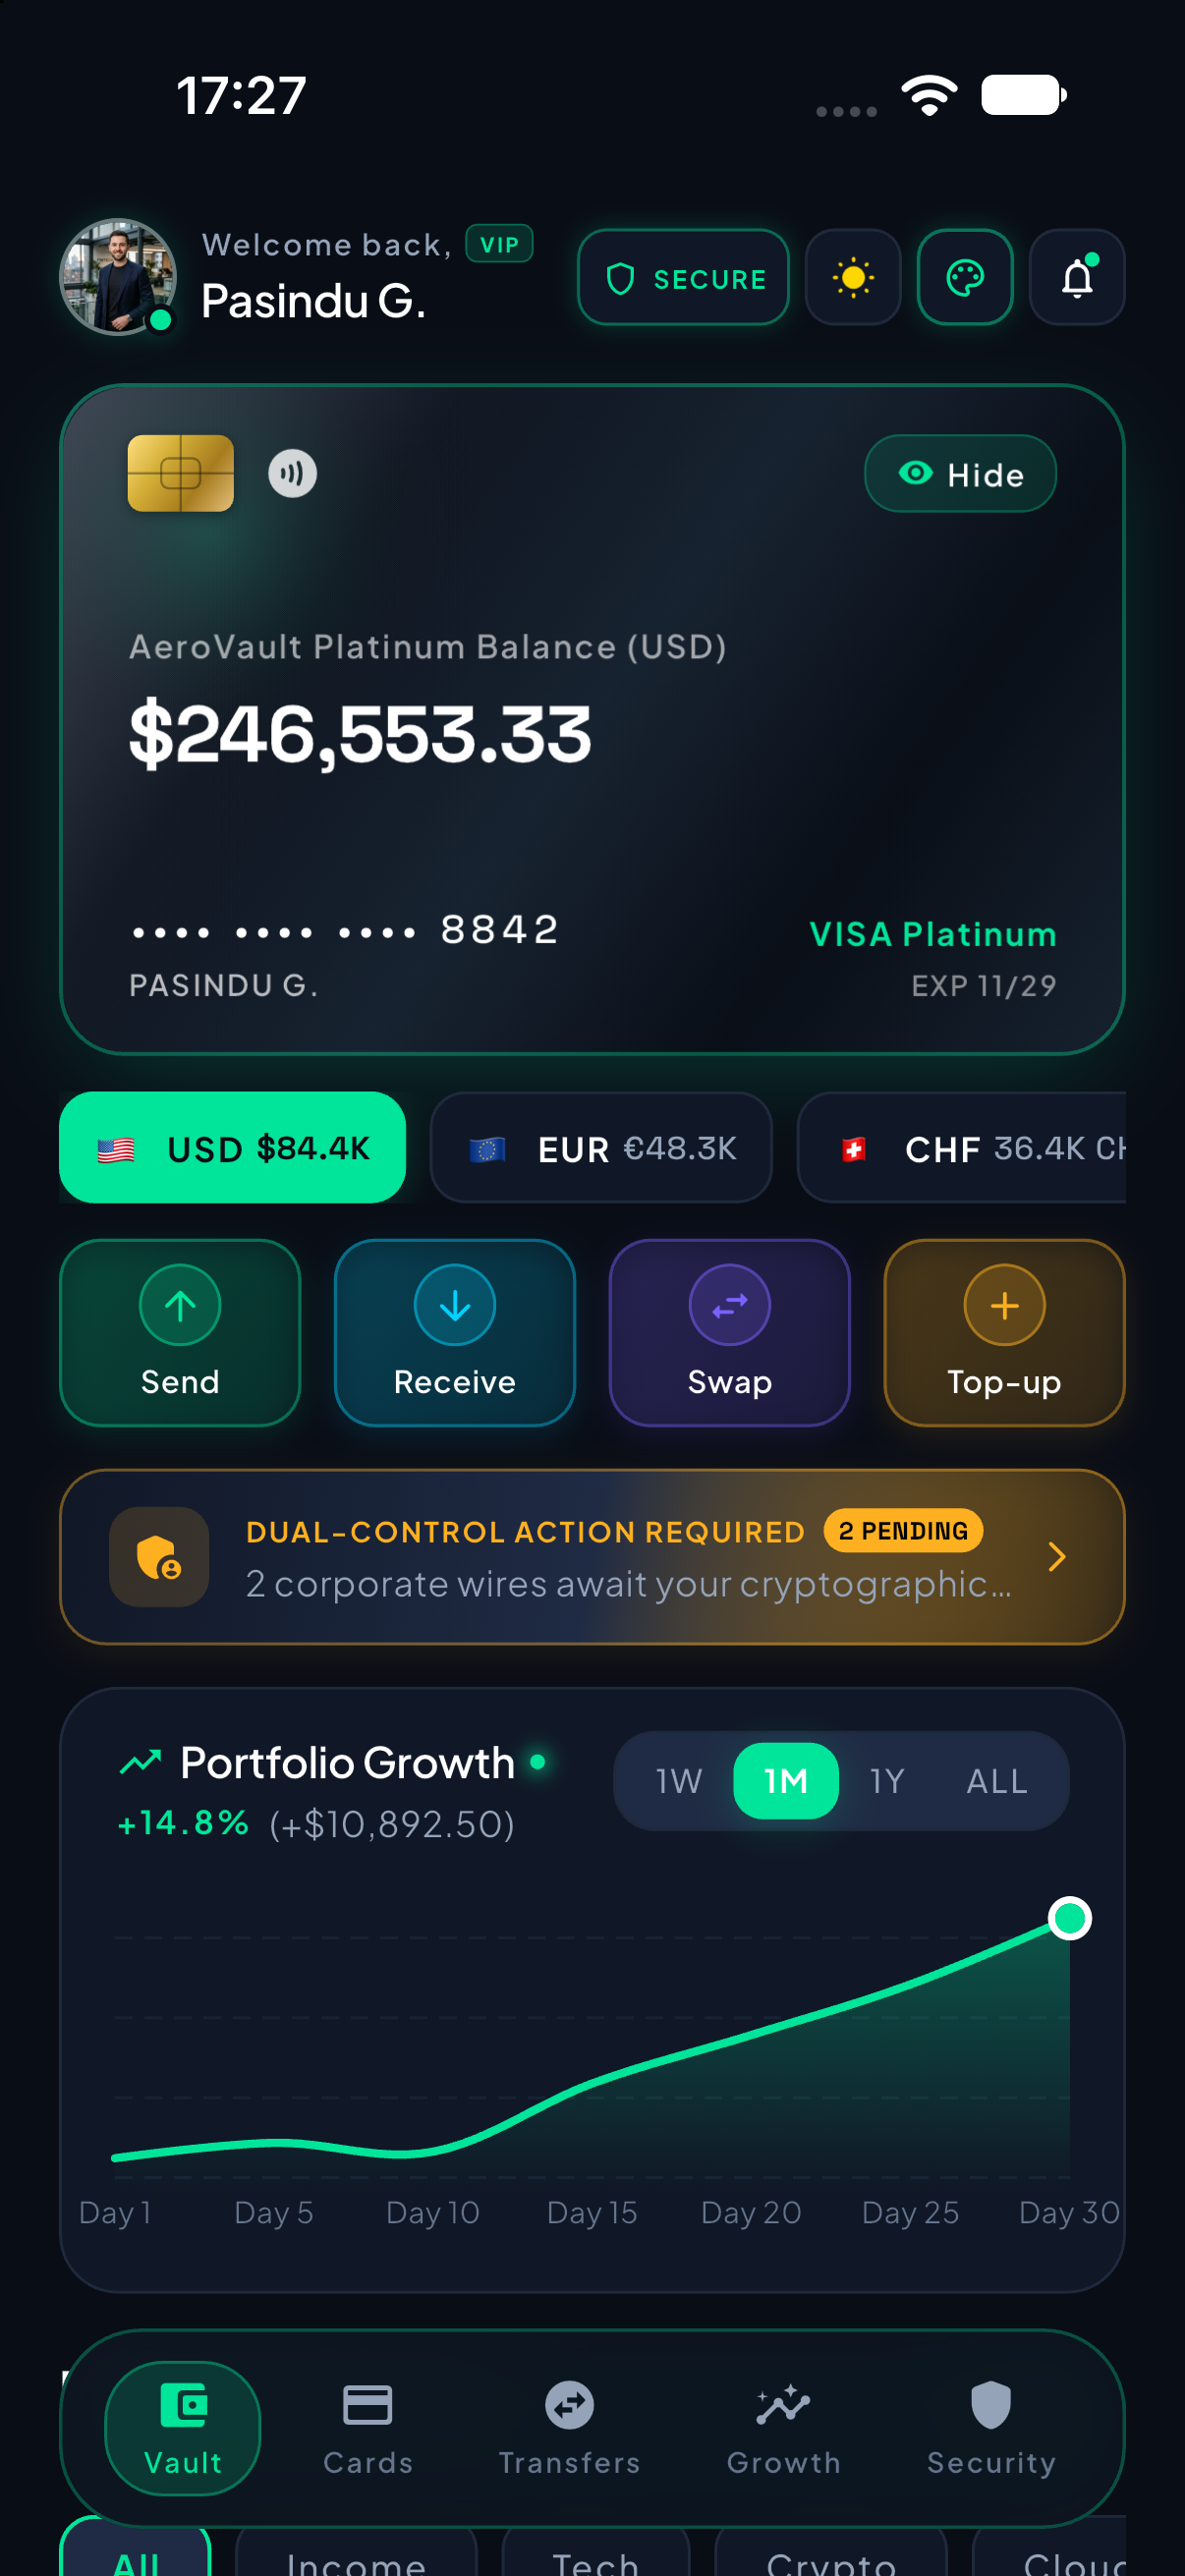 17:27
Welcome back, VIP
Pasindu G.
SECURE
Hide
AeroVault Platinum Balance (USD)
$246,553.33
•••• •••• •••• 8842
VISA Platinum
PASINDU G.
EXP 11/29
USD $84.4K
EUR €48.3K
CHF 36.4K CH
Send
Receive
Swap
Top-up
DUAL-CONTROL ACTION REQUIRED 2 PENDING
2 corporate wires await your cryptographic...
Portfolio Growth
1W 1M 1Y ALL
+14.8% (+$10,892.50)
Day 1 Day 5 Day 10 Day 15 Day 20 Day 25 Day 30
Vault Cards Transfers Growth Security
All Income Tech Crypto Clouc